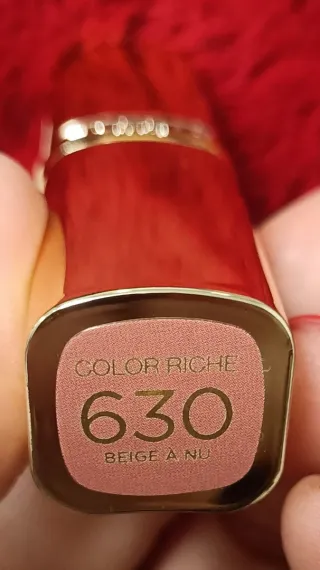 COLOR RICHE
630
BEIGE À NU